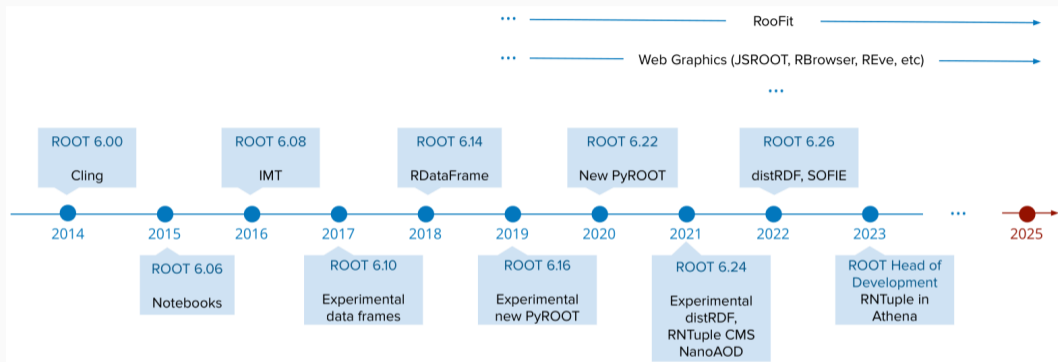 ... RooFit
... Web Graphics (JSROOT, RBrowser, REve, etc)
...
ROOT 6.00
Cling
ROOT 6.08
IMT
ROOT 6.14
RDataFrame
ROOT 6.22
New PyROOT
ROOT 6.26
distRDF, SOFIE
2014 2015 2016 2017 2018 2019 2020 2021 2022 2023 ... 2025
ROOT 6.06
Notebooks
ROOT 6.10
Experimental
data frames
ROOT 6.16
Experimental
new PyROOT
ROOT 6.24
Experimental
distRDF,
RNTuple CMS
NanoAOD
ROOT Head of
Development
RNTuple in
Athena